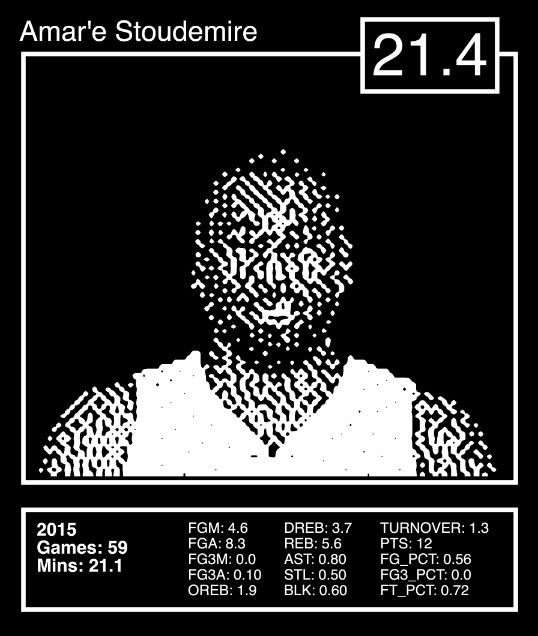 Amar'e Stoudemire
21.4
2015
Games: 59
Mins: 21.1
FGM: 4.6
FGA: 8.3
FG3M: 0.0
FG3A: 0.10
OREB: 1.9
DREB: 3.7
REB: 5.6
AST: 0.80
STL: 0.50
BLK: 0.60
TURNOVER: 1.3
PTS: 12
FG_PCT: 0.56
FG3_PCT: 0.0
FT_PCT: 0.72